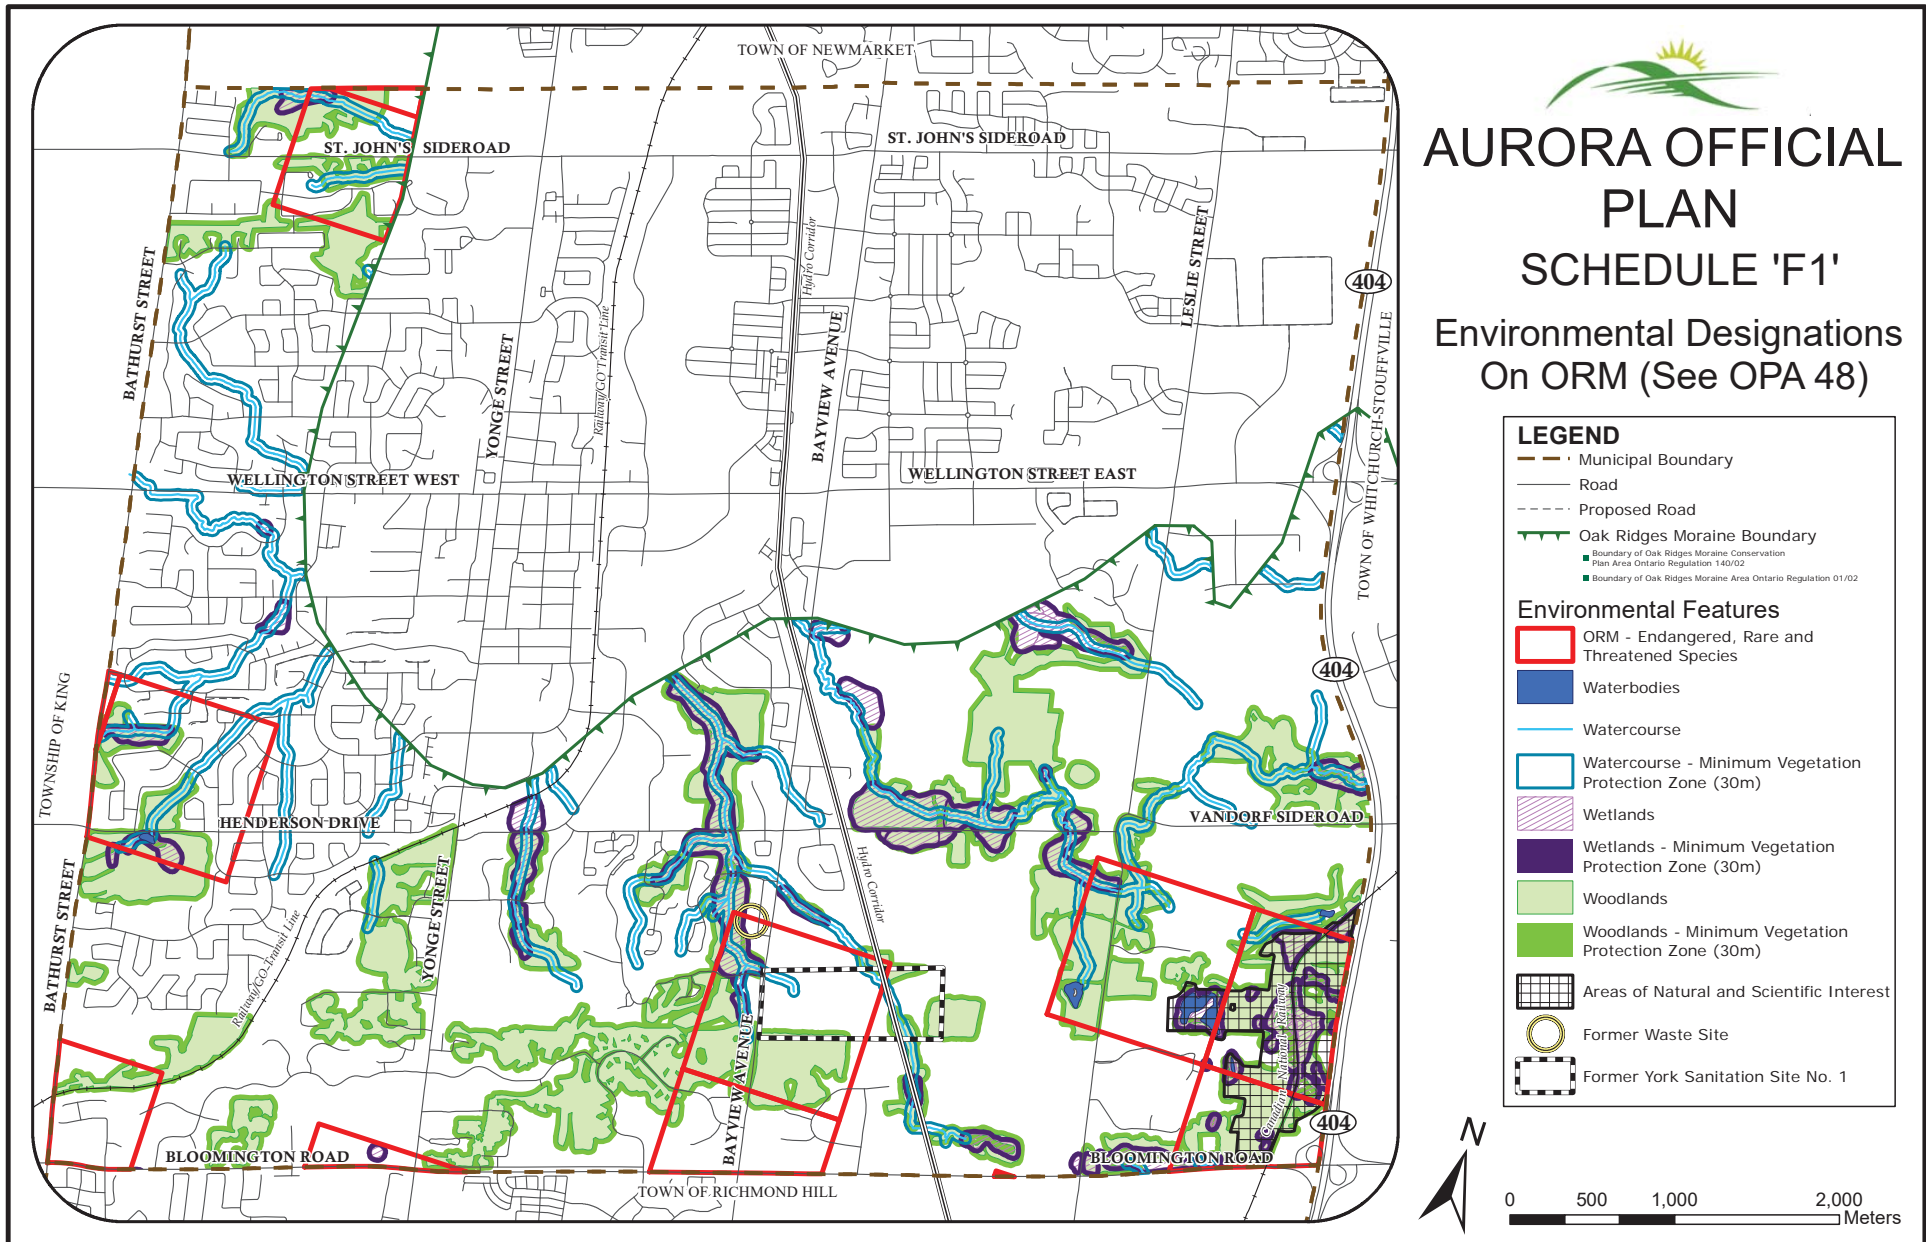 TOWN OF NEWMARKET
ST. JOHN'S SIDEROAD
ST. JOHN'S SIDEROAD
BATHURST STREET
YONGE STREET
Railway/GO Transit Line
Hydro Corridor
BAYVIEW AVENUE
LESLIE STREET
404
TOWN OF WHITCHURCH-STOUFFVILLE
WELLINGTON STREET WEST
WELLINGTON STREET EAST
404
TOWNSHIP OF KING
HENDERSON DRIVE
VANDORF SIDEROAD
BATHURST STREET
Railway/GO-Transit Line
YONGE STREET
Hydro Corridor
BAYVIEW AVENUE
Canadian National Railway
404
BLOOMINGTON ROAD
BLOOMINGTON ROAD
TOWN OF RICHMOND HILL
AURORA OFFICIAL
PLAN
SCHEDULE 'F1'
Environmental Designations
On ORM (See OPA 48)
LEGEND
Municipal Boundary
Road
Proposed Road
Oak Ridges Moraine Boundary
Boundary of Oak Ridges Moraine Conservation
Plan Area Ontario Regulation 140/02
Boundary of Oak Ridges Moraine Area Ontario Regulation 01/02
Environmental Features
ORM - Endangered, Rare and
Threatened Species
Waterbodies
Watercourse
Watercourse - Minimum Vegetation
Protection Zone (30m)
Wetlands
Wetlands - Minimum Vegetation
Protection Zone (30m)
Woodlands
Woodlands - Minimum Vegetation
Protection Zone (30m)
Areas of Natural and Scientific Interest
Former Waste Site
Former York Sanitation Site No. 1
N
0 500 1,000 2,000
Meters